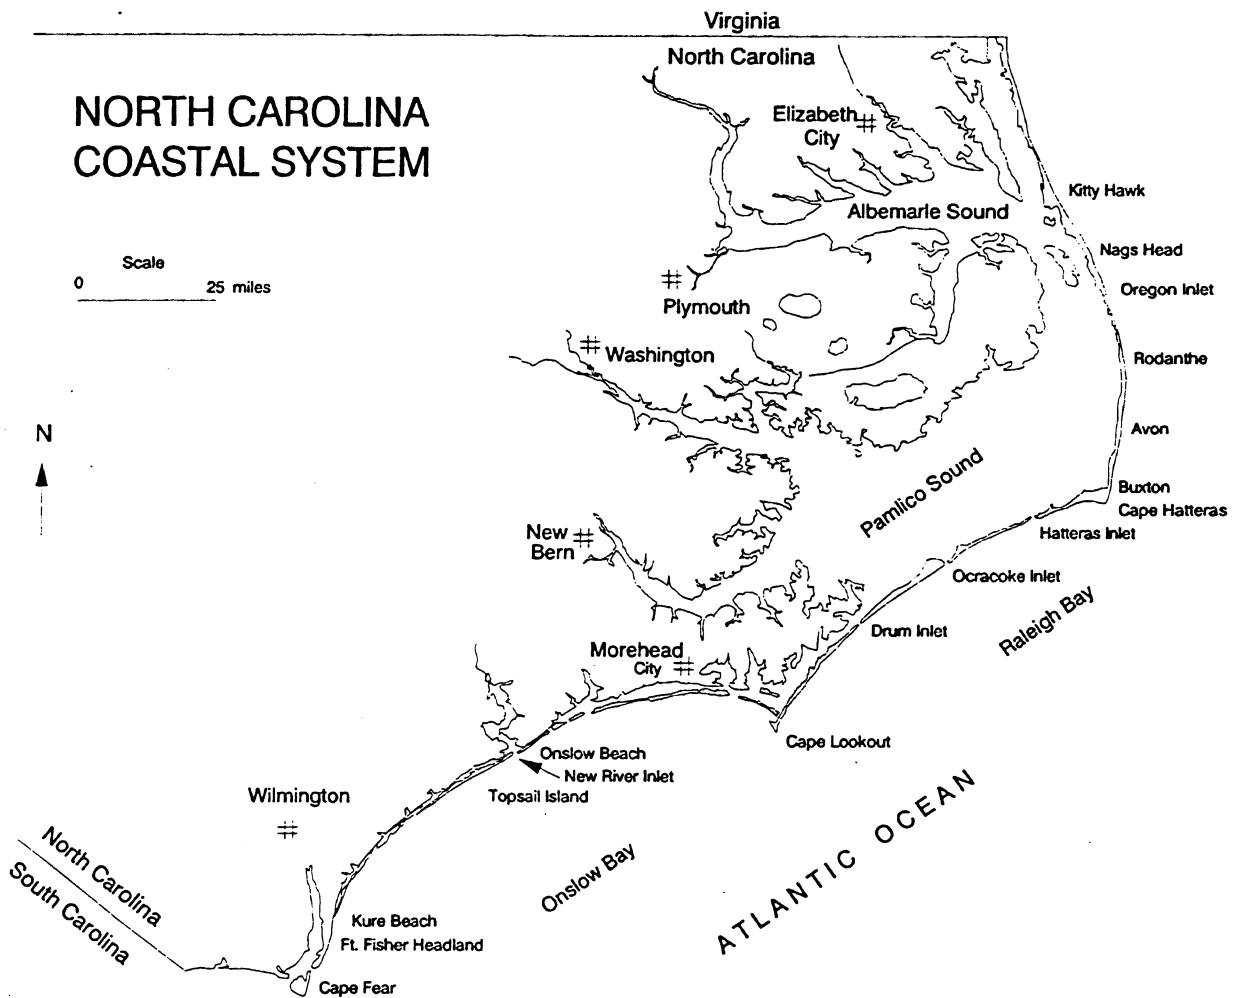 Virginia
North Carolina
NORTH CAROLINA
COASTAL SYSTEM
Elizabeth
City
Kitty Hawk
Albemarle Sound
Nags Head
Scale
0 25 miles
Oregon Inlet
Plymouth
Washington
Rodanthe
Avon
N
Pamlico Sound
Buxton
Cape Hatteras
New
Bern
Hatteras Inlet
Ocracoke Inlet
Raleigh Bay
Drum Inlet
Morehead
City
Cape Lookout
Onslow Beach
New River Inlet
Topsail Island
Wilmington
ATLANTIC OCEAN
Onslow Bay
North Carolina
South Carolina
Kure Beach
Ft. Fisher Headland
Cape Fear